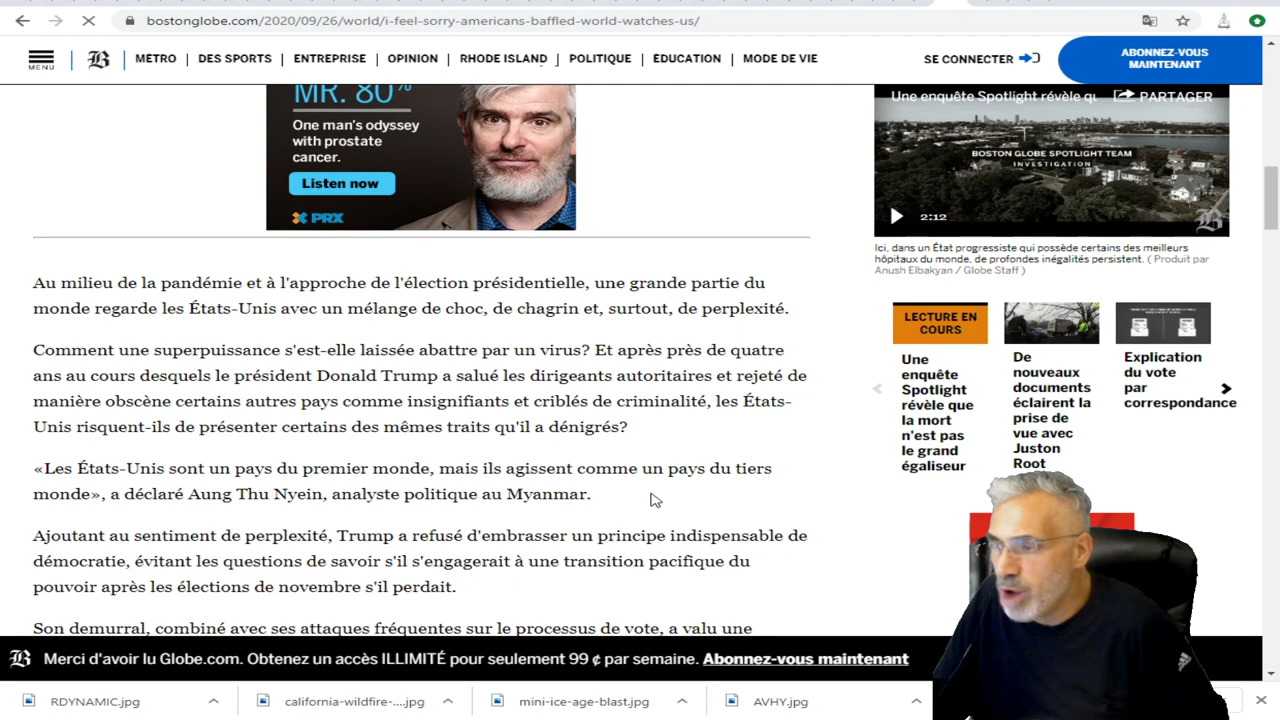 bostonglobe.com/2020/09/26/world/i-feel-sorry-americans-baffled-world-watches-us/
MENU
B
MÉTRO | DES SPORTS | ENTREPRISE | OPINION | RHODE ISLAND | POLITIQUE | ÉDUCATION | MODE DE VIE
SE CONNECTER
ABONNEZ-VOUS
MAINTENANT
MR. 80%
One man's odyssey
with prostate
cancer.
Listen now
PRX
Une enquête Spotlight révèle qu
PARTAGER
BOSTON GLOBE SPOTLIGHT TEAM
INVESTIGATION
2:12
B
Ici, dans un État progressiste qui possède certains des meilleurs
hôpitaux du monde, de profondes inégalités persistent. ( Produit par
Anush Elbakyan / Globe Staff )
Au milieu de la pandémie et à l'approche de l'élection présidentielle, une grande partie du
monde regarde les États-Unis avec un mélange de choc, de chagrin et, surtout, de perplexité.
Comment une superpuissance s'est-elle laissée abattre par un virus? Et après près de quatre
ans au cours desquels le président Donald Trump a salué les dirigeants autoritaires et rejeté de
manière obscène certains autres pays comme insignifiants et criblés de criminalité, les États-
Unis risquent-ils de présenter certains des mêmes traits qu'il a dénigrés?
«Les États-Unis sont un pays du premier monde, mais ils agissent comme un pays du tiers
monde», a déclaré Aung Thu Nyein, analyste politique au Myanmar.
Ajoutant au sentiment de perplexité, Trump a refusé d'embrasser un principe indispensable de
démocratie, évitant les questions de savoir s'il s'engagerait à une transition pacifique du
pouvoir après les élections de novembre s'il perdait.
Son demurral, combiné avec ses attaques fréquentes sur le processus de vote, a valu une
LECTURE EN
COURS
Une
enquête
Spotlight
révèle que
la mort
n'est pas
le grand
égaliseur
De
nouveaux
documents
éclairent la
prise de
vue avec
Juston
Root
Explication
du vote
par
correspondance
B
Merci d'avoir lu Globe.com. Obtenez un accès ILLIMITÉ pour seulement 99 ¢ par semaine. Abonnez-vous maintenant
RDYNAMIC.jpg
california-wildfire-....jpg
mini-ice-age-blast.jpg
AVHY.jpg